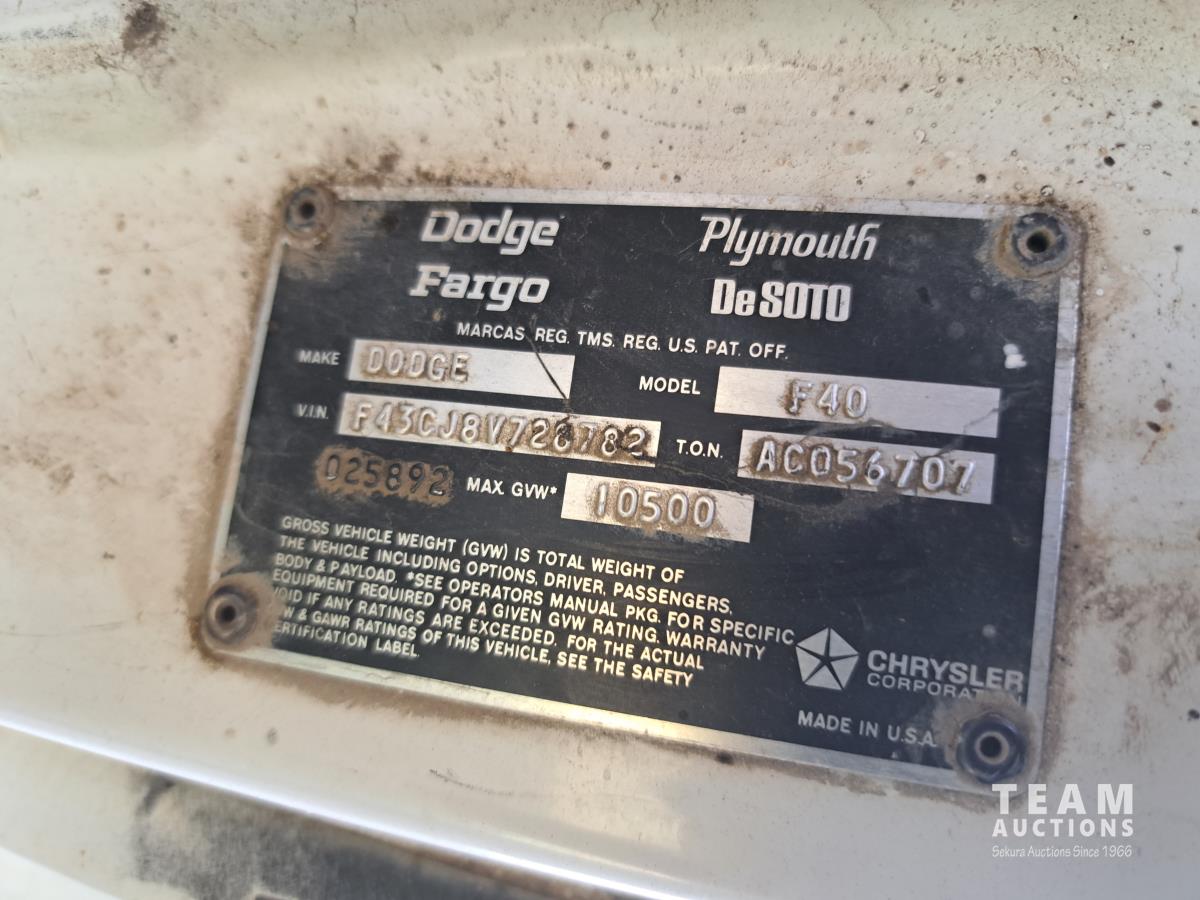 Dodge Plymouth
Fargo DeSOTO
MARCAS REG. TMS. REG. U.S. PAT. OFF.
MAKE DODGE MODEL F40
V.I.N. F43CJ8V726782 T.O.N. AC056707
025892 MAX. GVW* 10500
GROSS VEHICLE WEIGHT (GVW) IS TOTAL WEIGHT OF
THE VEHICLE INCLUDING OPTIONS, DRIVER, PASSENGERS,
BODY & PAYLOAD. *SEE OPERATORS MANUAL PKG. FOR SPECIFIC
EQUIPMENT REQUIRED FOR A GIVEN GVW RATING. WARRANTY
VOID IF ANY RATINGS ARE EXCEEDED. FOR THE ACTUAL
& GAWR RATINGS OF THIS VEHICLE, SEE THE SAFETY
CERTIFICATION LABEL.
CHRYSLER
CORPORATION
MADE IN U.S.A.
TEAM
AUCTIONS
Sekura Auctions Since 1966